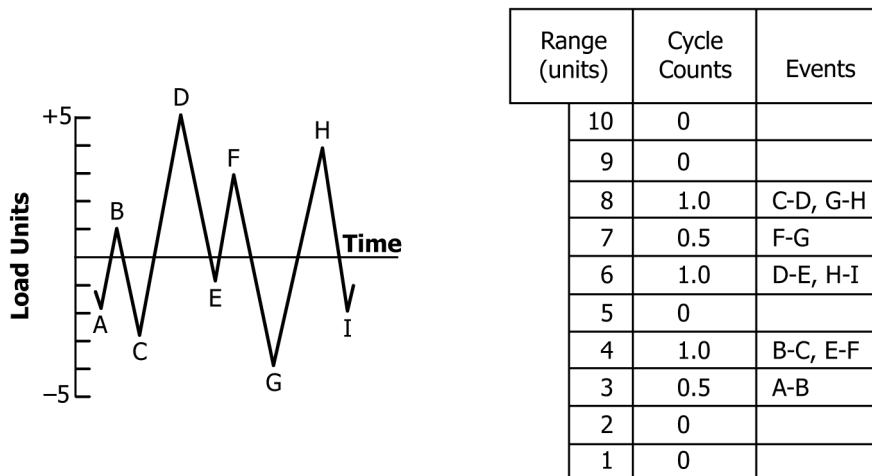 +5
D
H
F
B
Load Units
Time
A
E
C
I
G
−5
Range (units) Cycle Counts Events
10 0
9 0
8 1.0 C-D, G-H
7 0.5 F-G
6 1.0 D-E, H-I
5 0
4 1.0 B-C, E-F
3 0.5 A-B
2 0
1 0